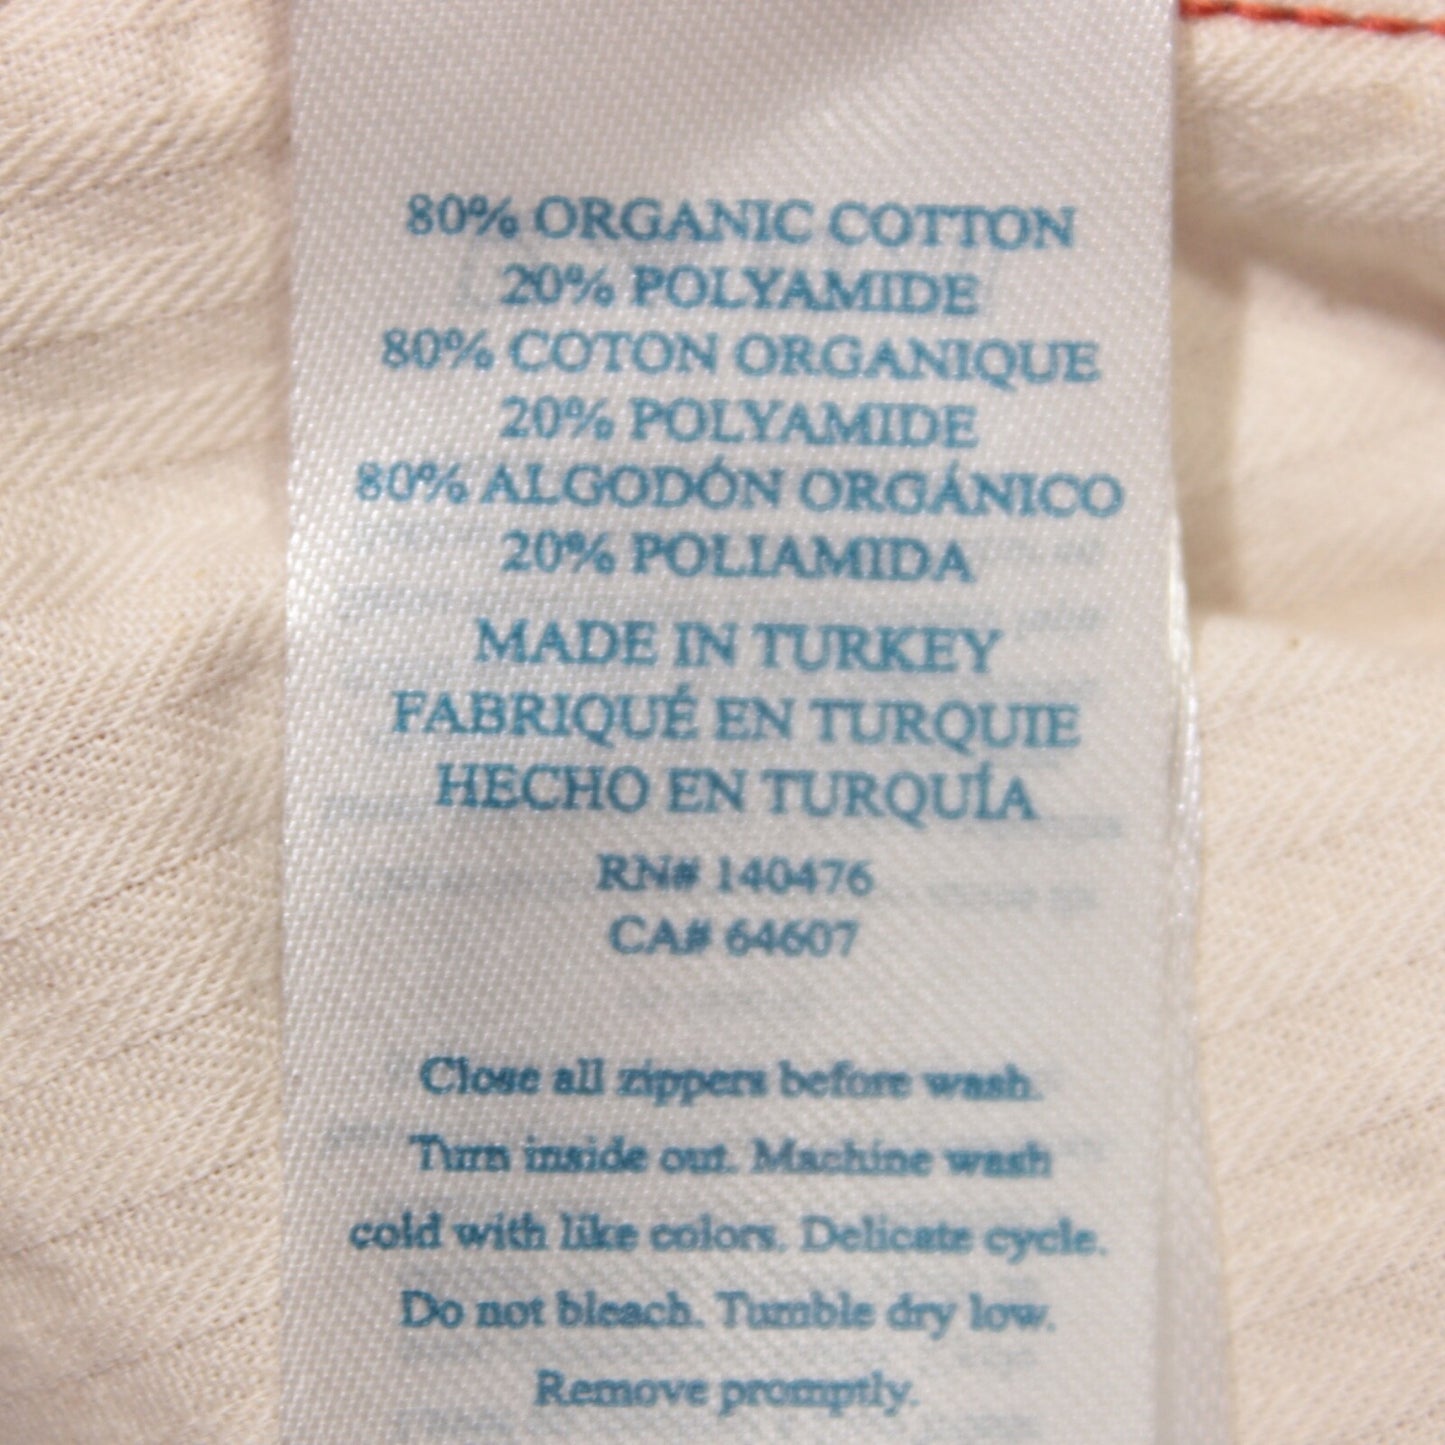 80% ORGANIC COTTON
20% POLYAMIDE
80% COTON ORGANIQUE
20% POLYAMIDE
80% ALGODÓN ORGÁNICO
20% POLIAMIDA
MADE IN TURKEY
FABRIQUÉ EN TURQUIE
HECHO EN TURQUÍA
RN# 140476
CA# 64607
Close all zippers before wash.
Turn inside out. Machine wash
cold with like colors. Delicate cycle.
Do not bleach. Tumble dry low.
Remove promptly.